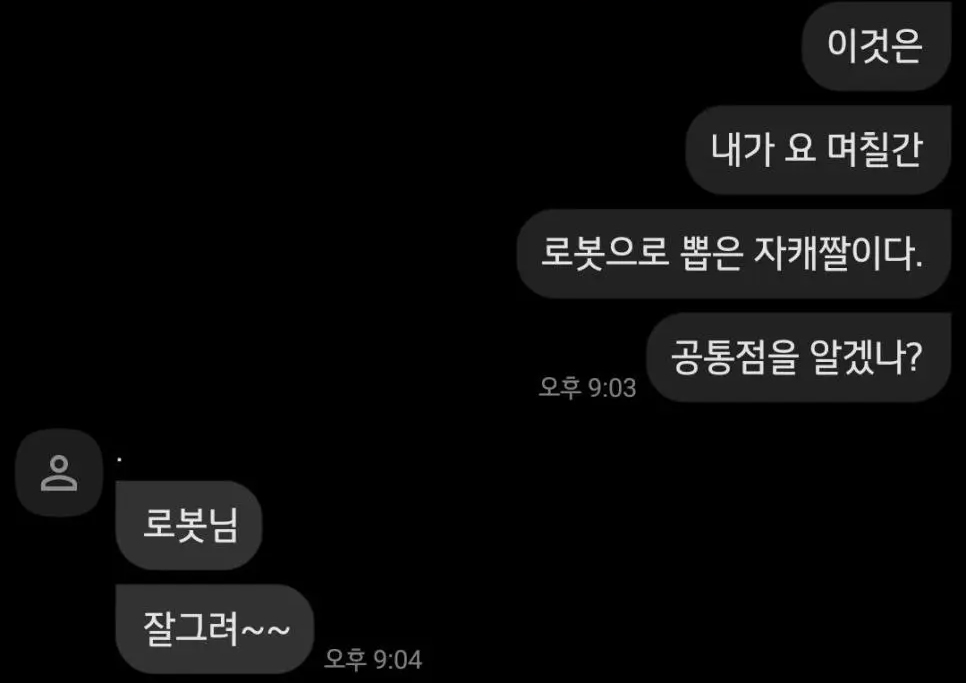 이것은
내가 요 며칠간
로봇으로 뽑은 자캐짤이다.
공통점을 알겠나?
오후 9:03
.
로봇님
잘그려~~
오후 9:04